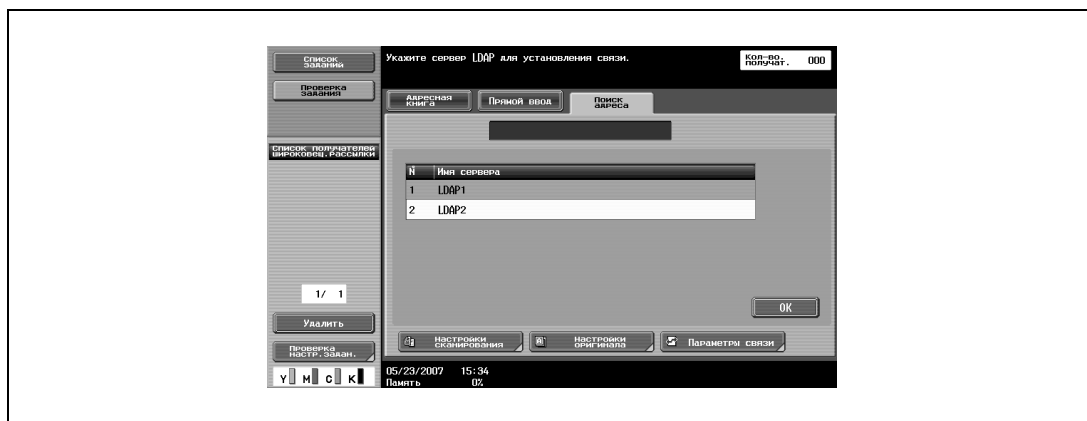 Список заданий
Укажите сервер LDAP для установления связи.
Кол-во. получат. 000
Проверка задания
Адресная книга
Прямой ввод
Поиск адреса
Список получателей широковещ.рассылки
N Имя сервера
1 LDAP1
2 LDAP2
1/ 1
OK
Удалить
Настройки сканирования
Настройки оригинала
Параметры связи
Проверка настр.задан.
Y M C K
05/23/2007 15:34
Память 0%